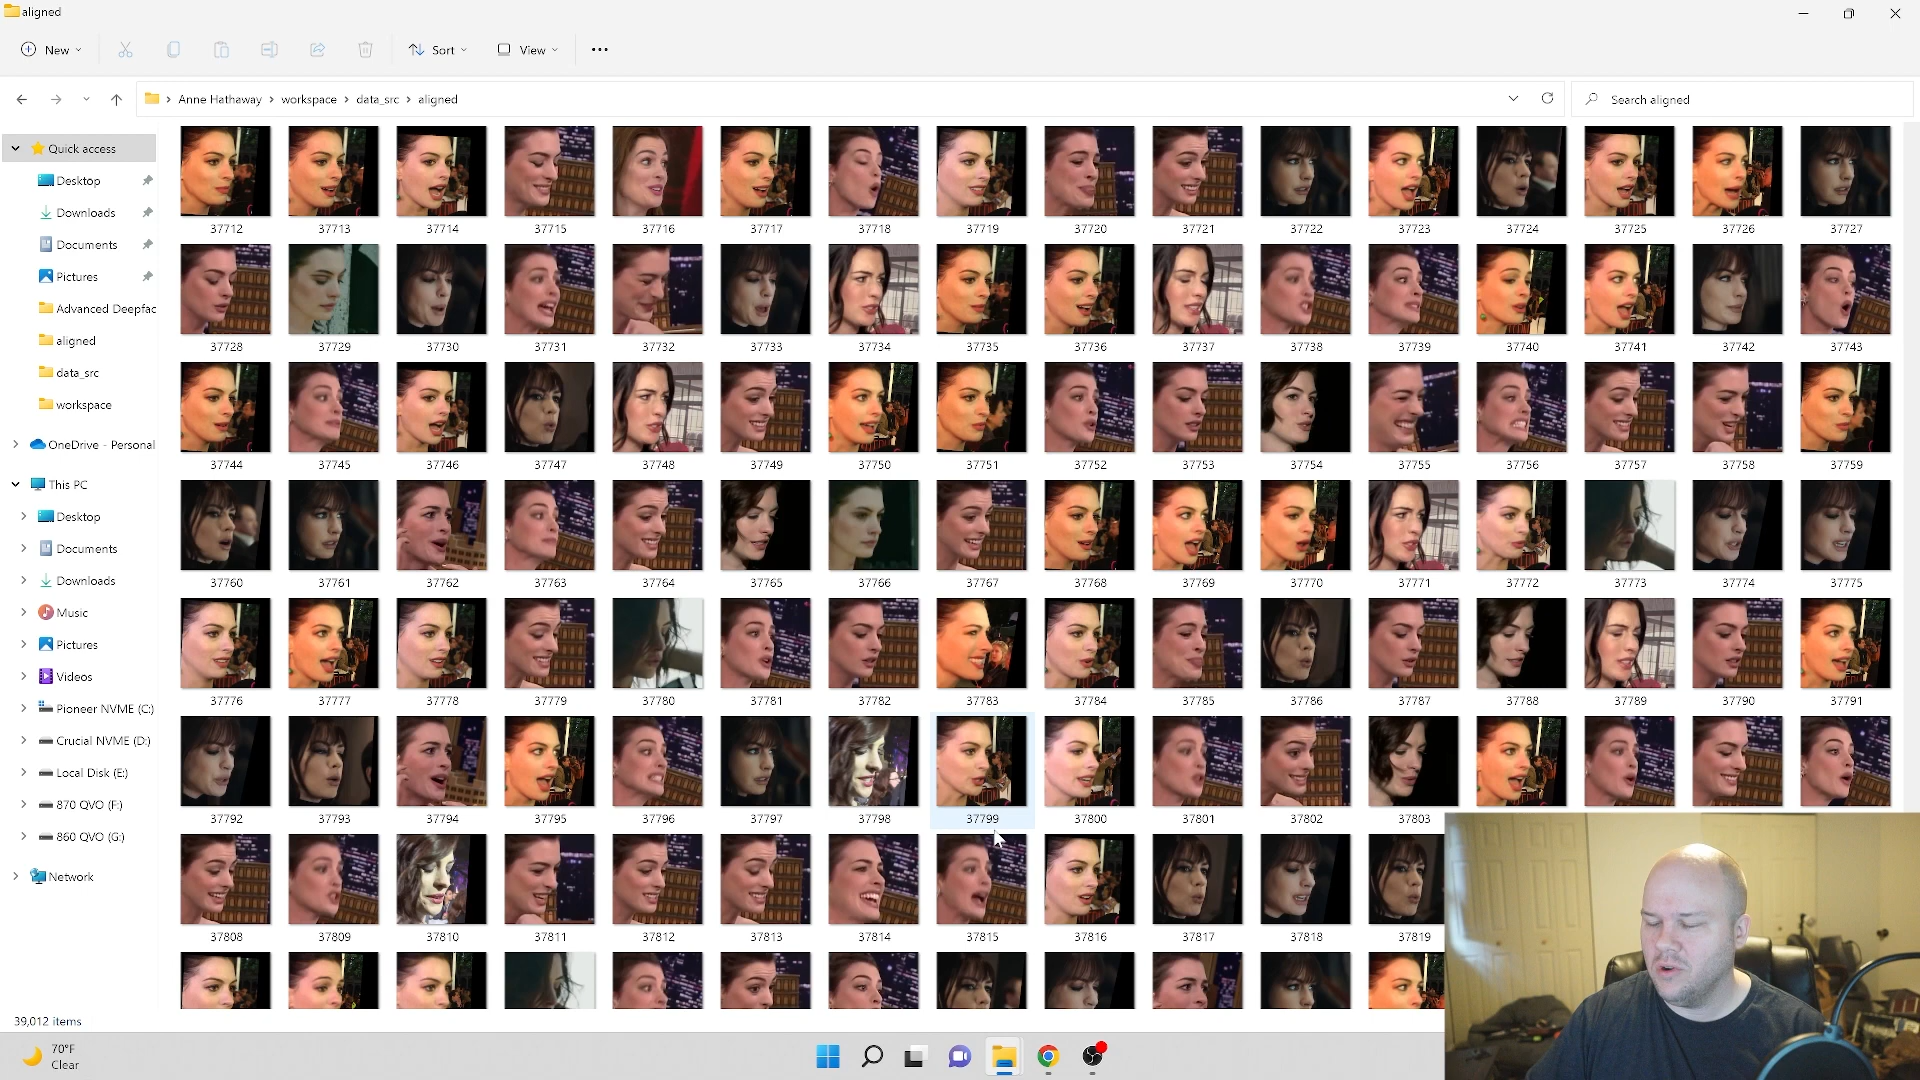 aligned
New
Sort
View
Anne Hathaway > workspace > data_src > aligned
Search aligned
Quick access
Desktop
Downloads
Documents
Pictures
Advanced Deepfac
aligned
data_src
workspace
OneDrive - Personal
This PC
Desktop
Documents
Downloads
Music
Pictures
Videos
Pioneer NVME (C:)
Crucial NVME (D:)
Local Disk (E:)
870 QVO (F:)
860 QVO (G:)
Network
37712 37713 37714 37715 37716 37717 37718 37719 37720 37721 37722 37723 37724 37725 37726 37727
37728 37729 37730 37731 37732 37733 37734 37735 37736 37737 37738 37739 37740 37741 37742 37743
37744 37745 37746 37747 37748 37749 37750 37751 37752 37753 37754 37755 37756 37757 37758 37759
37760 37761 37762 37763 37764 37765 37766 37767 37768 37769 37770 37771 37772 37773 37774 37775
37776 37777 37778 37779 37780 37781 37782 37783 37784 37785 37786 37787 37788 37789 37790 37791
37792 37793 37794 37795 37796 37797 37798 37799 37800 37801 37802 37803
37808 37809 37810 37811 37812 37813 37814 37815 37816 37817 37818 37819
39,012 items
70°F
Clear